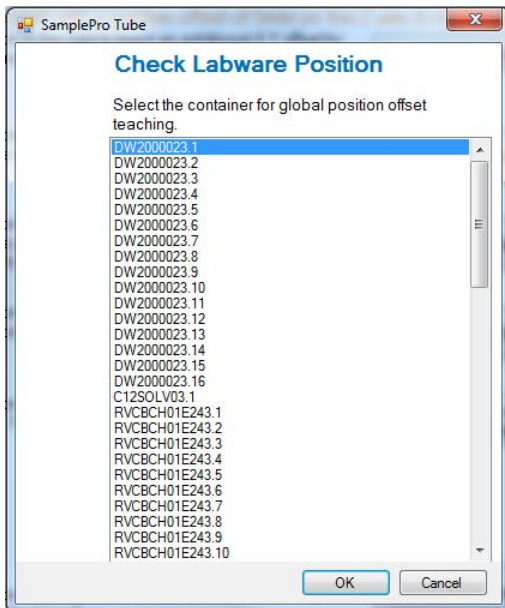 SamplePro Tube
Check Labware Position
Select the container for global position offset
teaching.
DW2000023.1
DW2000023.2
DW2000023.3
DW2000023.4
DW2000023.5
DW2000023.6
DW2000023.7
DW2000023.8
DW2000023.9
DW2000023.10
DW2000023.11
DW2000023.12
DW2000023.13
DW2000023.14
DW2000023.15
DW2000023.16
C12SOLV03.1
RVCBCH01E243.1
RVCBCH01E243.2
RVCBCH01E243.3
RVCBCH01E243.4
RVCBCH01E243.5
RVCBCH01E243.6
RVCBCH01E243.7
RVCBCH01E243.8
RVCBCH01E243.9
RVCBCH01E243.10
OK Cancel